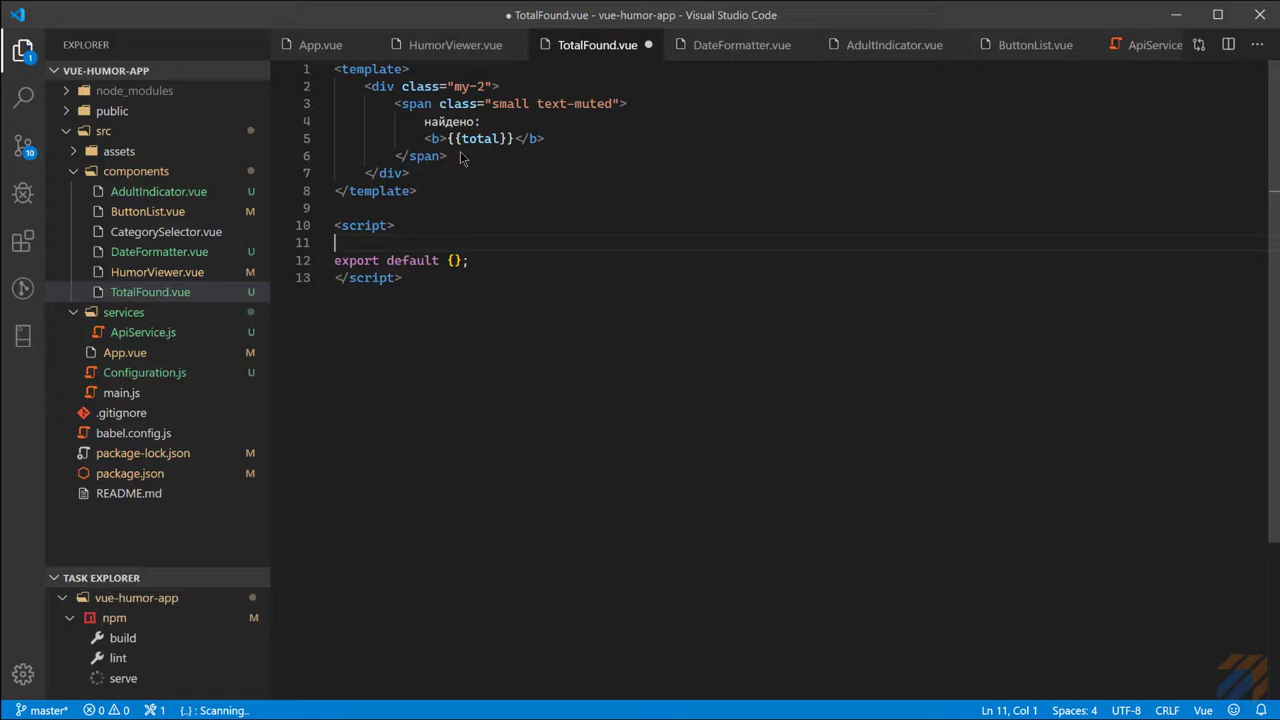 ● TotalFound.vue - vue-humor-app - Visual Studio Code
EXPLORER
App.vue
HumorViewer.vue
TotalFound.vue ●
DateFormatter.vue
AdultIndicator.vue
ButtonList.vue
ApiService
1
10
VUE-HUMOR-APP
node_modules
public
src
assets
components
AdultIndicator.vue U
ButtonList.vue M
CategorySelector.vue
DateFormatter.vue U
HumorViewer.vue M
TotalFound.vue U
services
ApiService.js U
App.vue M
Configuration.js U
main.js
.gitignore
babel.config.js
package-lock.json M
package.json M
README.md
TASK EXPLORER
vue-humor-app
npm M
build
lint
serve
1 <template>
2 <div class="my-2">
3 <span class="small text-muted">
4 найдено:
5 <b>{{total}}</b>
6 </span>
7 </div>
8 </template>
9
10 <script>
11
12 export default {};
13 </script>
master* 0 0 1 {..} : Scanning.. Ln 11, Col 1 Spaces: 4 UTF-8 CRLF Vue